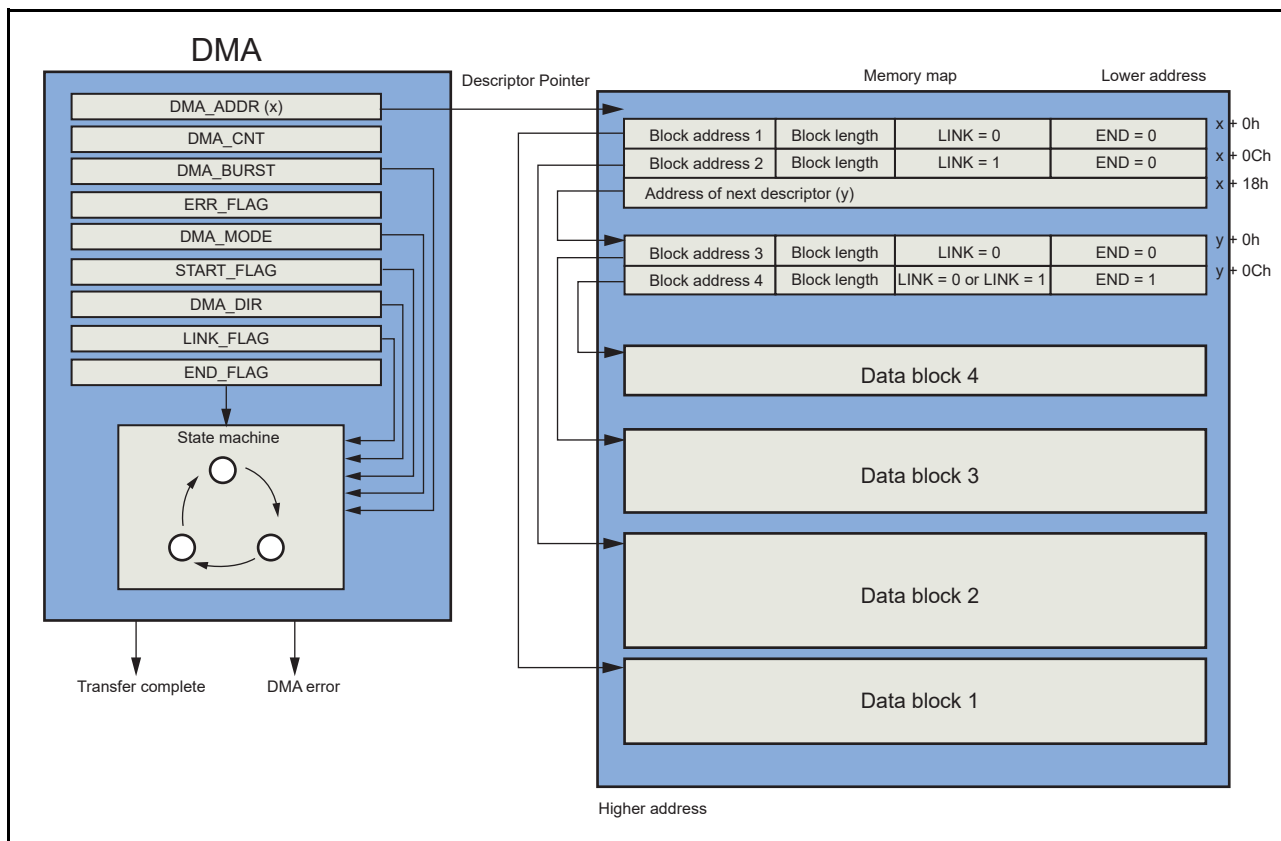 DMA
Descriptor Pointer
Memory map
Lower address
DMA_ADDR (x)
DMA_CNT
DMA_BURST
ERR_FLAG
DMA_MODE
START_FLAG
DMA_DIR
LINK_FLAG
END_FLAG
State machine
Transfer complete
DMA error
Block address 1 Block length LINK = 0 END = 0 x + 0h
Block address 2 Block length LINK = 1 END = 0 x + 0Ch
Address of next descriptor (y) x + 18h
Block address 3 Block length LINK = 0 END = 0 y + 0h
Block address 4 Block length LINK = 0 or LINK = 1 END = 1 y + 0Ch
Data block 4
Data block 3
Data block 2
Data block 1
Higher address